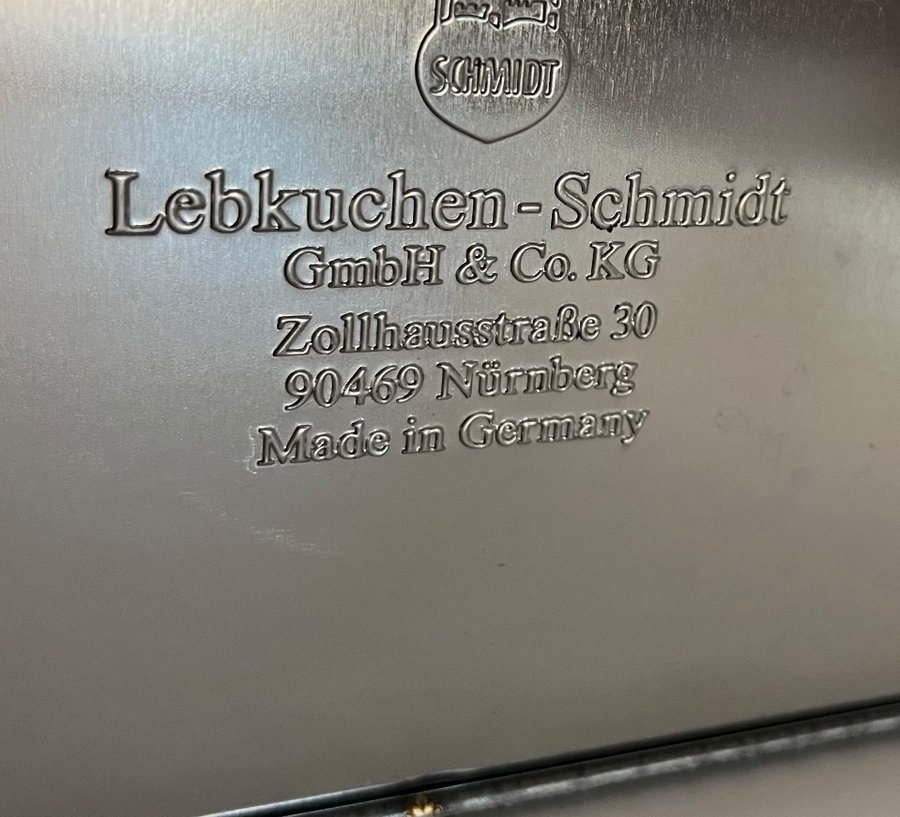 SCHMIDT
Lebkuchen-Schmidt
GmbH & Co. KG
Zollhausstraße 30
90469 Nürnberg
Made in Germany